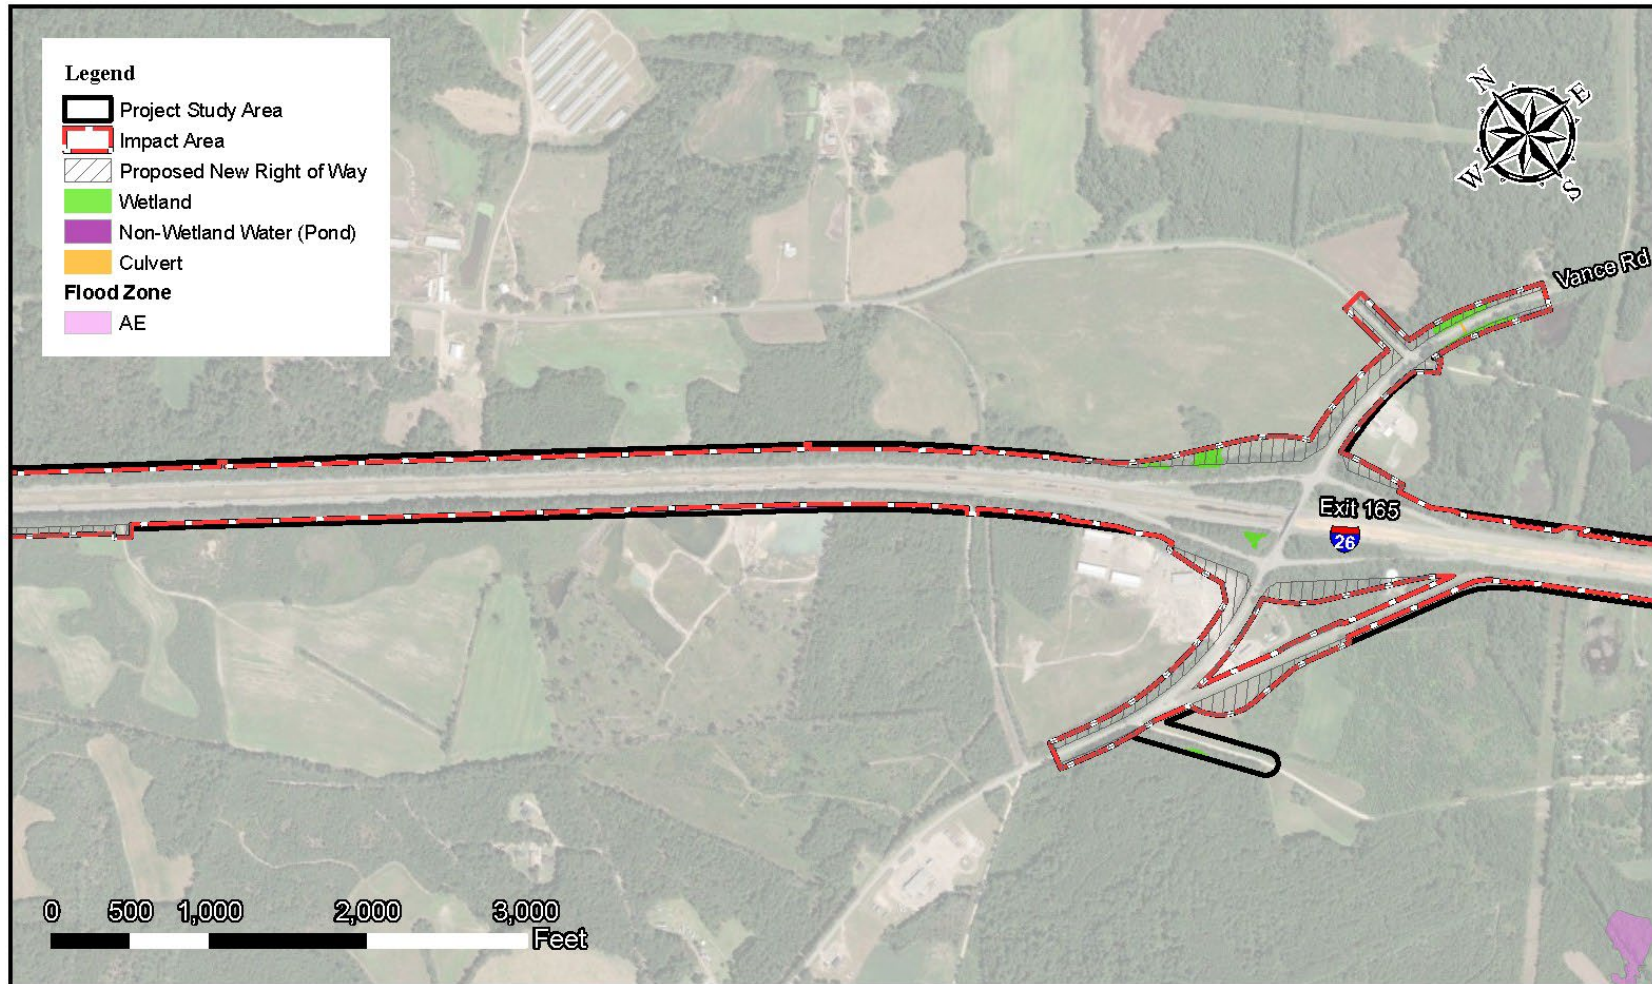 Legend
Project Study Area
Impact Area
Proposed New Right of Way
Wetland
Non-Wetland Water (Pond)
Culvert
Flood Zone
AE
N
E
W
S
Vance Rd
Exit 165
26
0 500 1,000 2,000 3,000
Feet